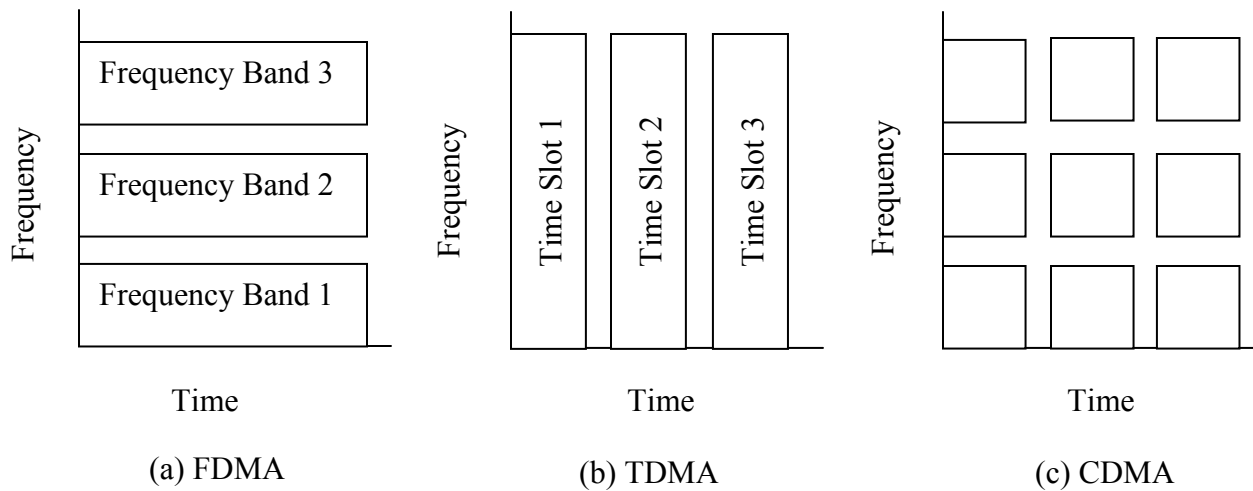 Frequency
Frequency Band 3
Frequency Band 2
Frequency Band 1
Time
(a) FDMA
Frequency
Time Slot 1
Time Slot 2
Time Slot 3
Time
(b) TDMA
Frequency
Time
(c) CDMA